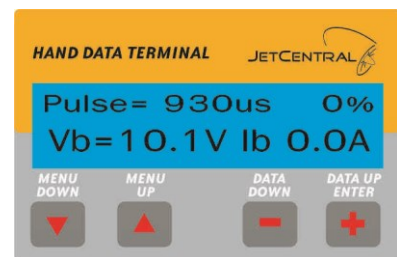 HAND DATA TERMINAL JETCENTRAL
Pulse= 930us 0%
Vb=10.1V Ib 0.0A
MENU DOWN MENU UP DATA DOWN DATA UP ENTER